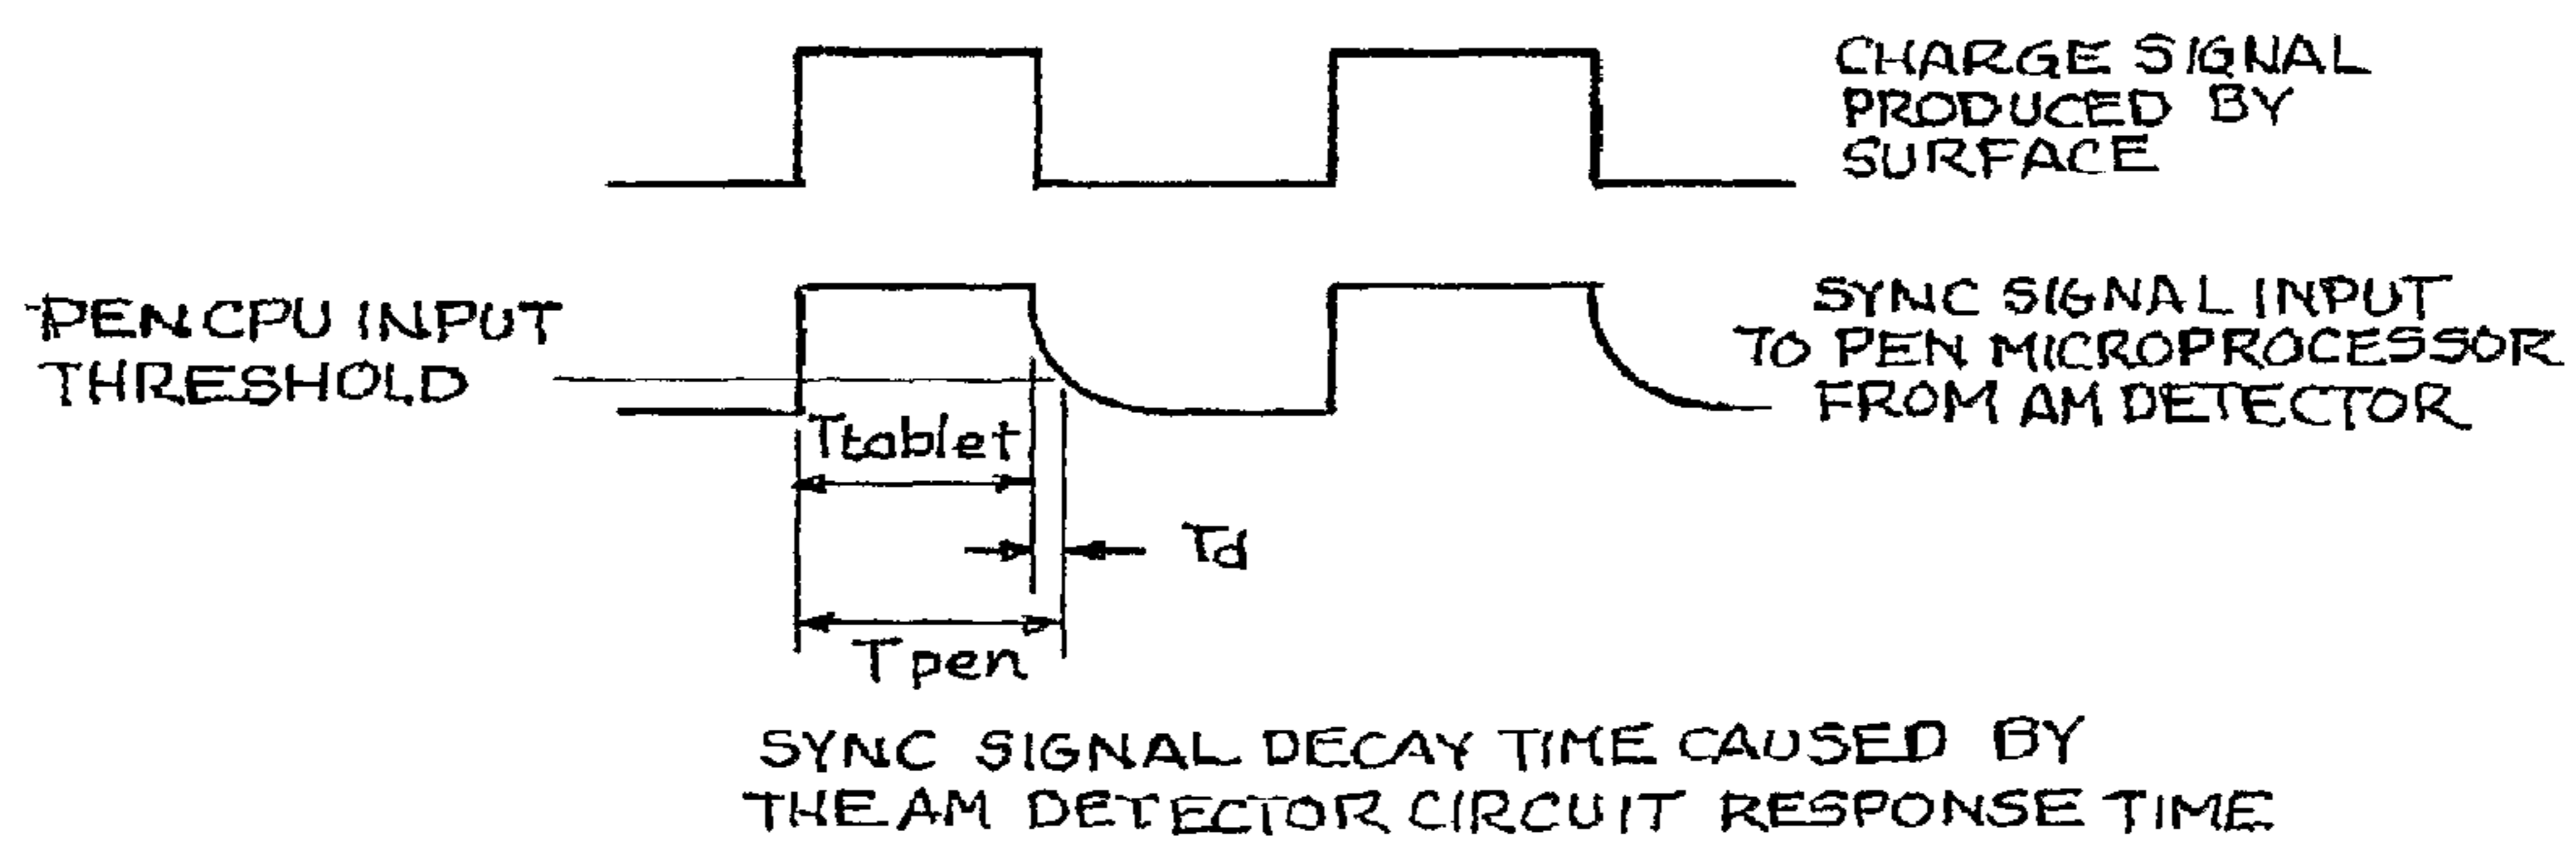 CHARGE SIGNAL
PRODUCED BY
SURFACE
PEN CPU INPUT
THRESHOLD
SYNC SIGNAL INPUT
TO PEN MICROPROCESSOR
FROM AM DETECTOR
Ttablet
Td
Tpen
SYNC SIGNAL DECAY TIME CAUSED BY
THE AM DETECTOR CIRCUIT RESPONSE TIME